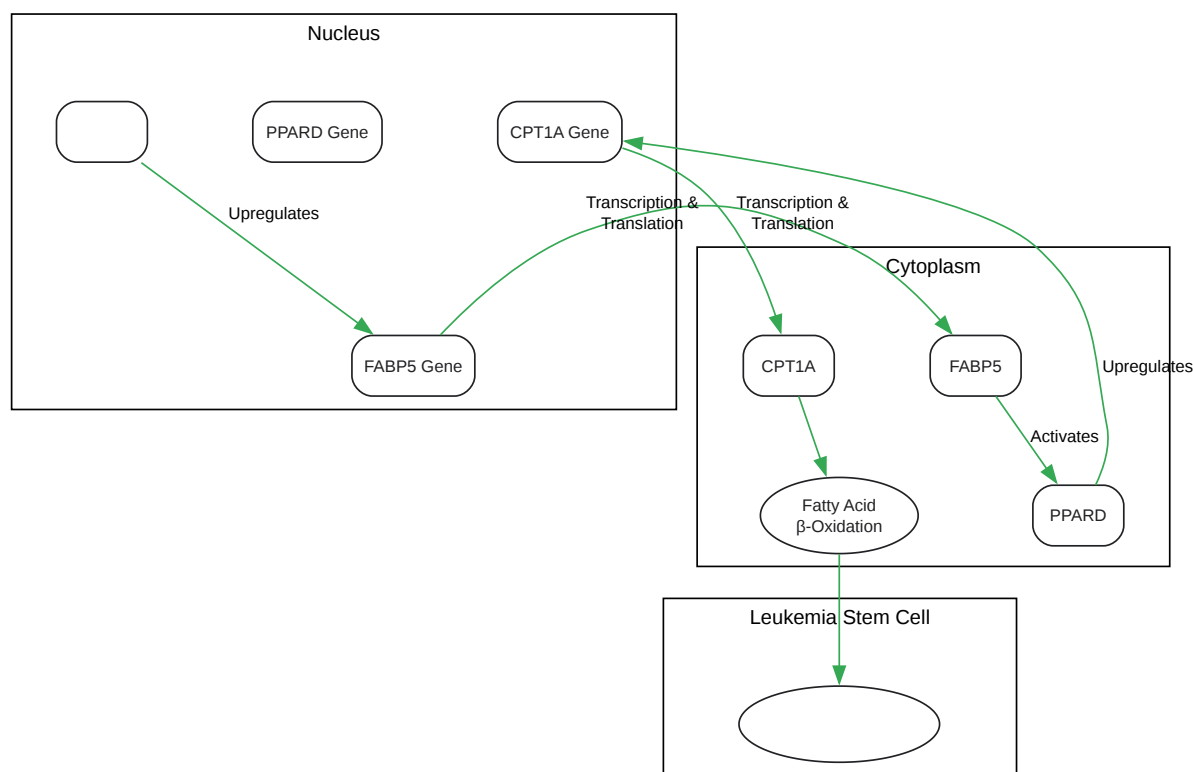 Nucleus
PPARD Gene
CPT1A Gene
Upregulates
Transcription &
Translation
Transcription &
Translation
FABP5 Gene
Cytoplasm
CPT1A
FABP5
Upregulates
Activates
Fatty Acid
β-Oxidation
PPARD
Leukemia Stem Cell